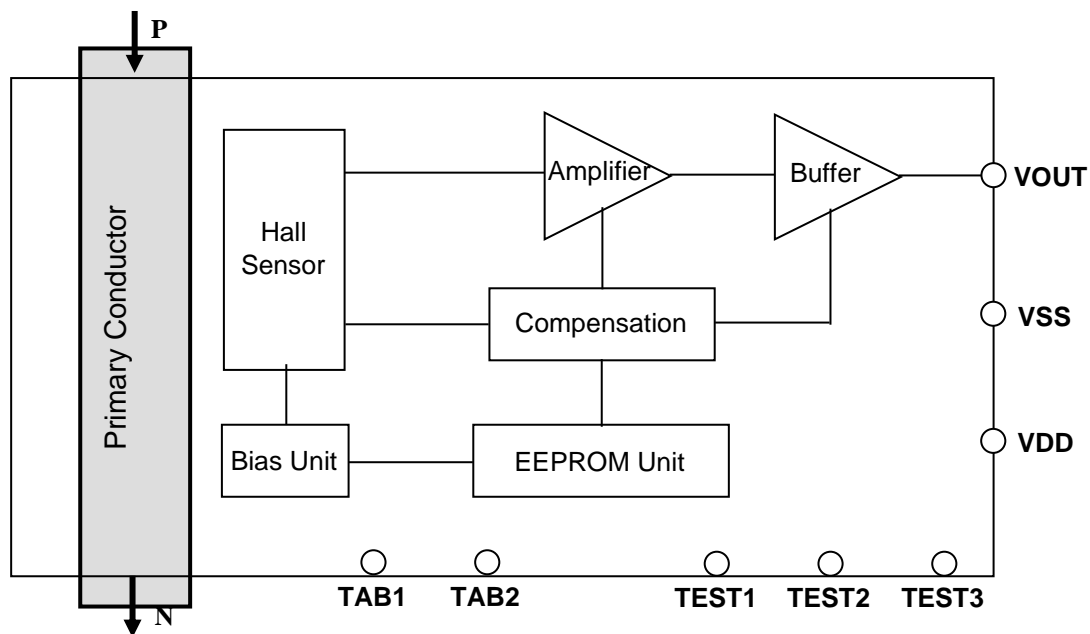 P
Primary Conductor
N
Hall
Sensor
Amplifier
Buffer
Compensation
Bias Unit
EEPROM Unit
VOUT
VSS
VDD
TAB1
TAB2
TEST1
TEST2
TEST3